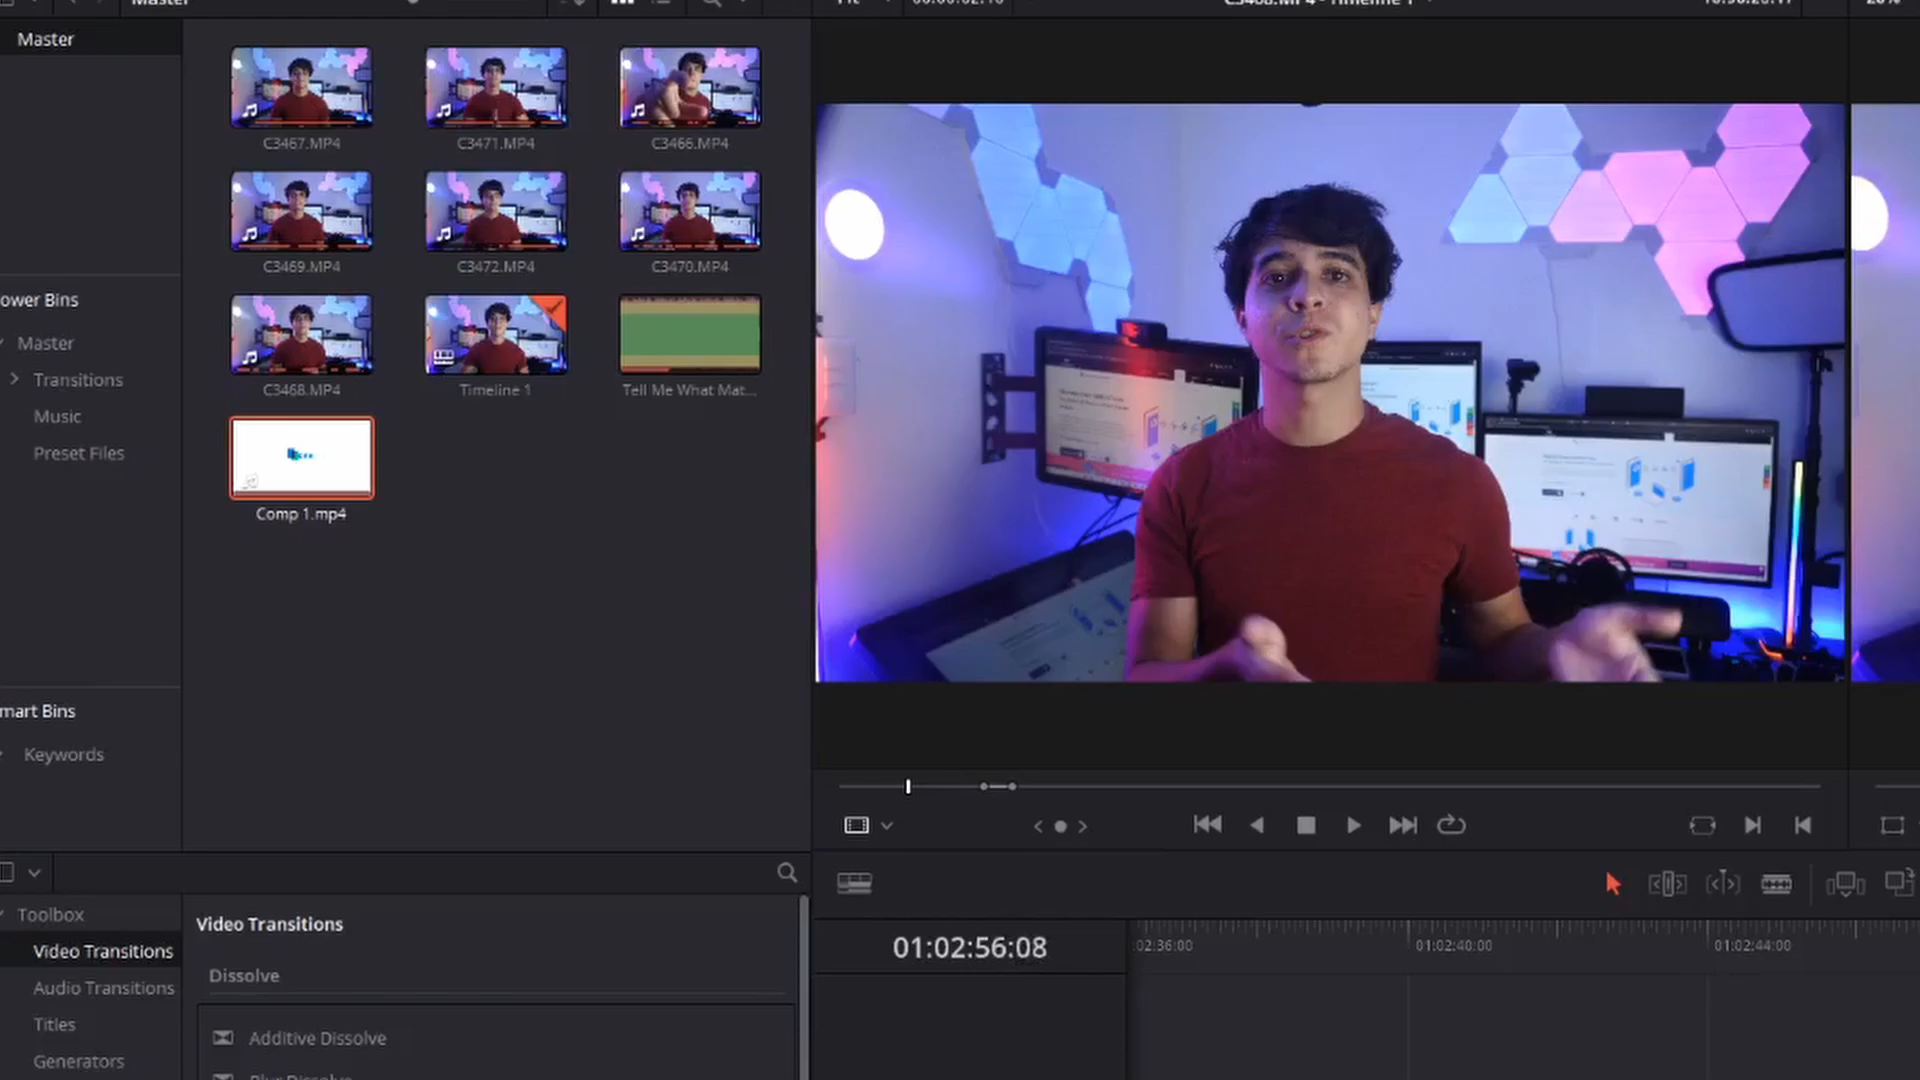 Master
Master
C3467.MP4
C3471.MP4
C3466.MP4
C3469.MP4
C3472.MP4
C3470.MP4
C3468.MP4
Timeline 1
Tell Me What Mat...
Comp 1.mp4
ower Bins
Master
Transitions
Music
Preset Files
mart Bins
Keywords
Toolbox
Video Transitions
Audio Transitions
Titles
Generators
Video Transitions
Dissolve
Additive Dissolve
01:02:56:08
:02:36:00
01:02:40:00
01:02:44:00